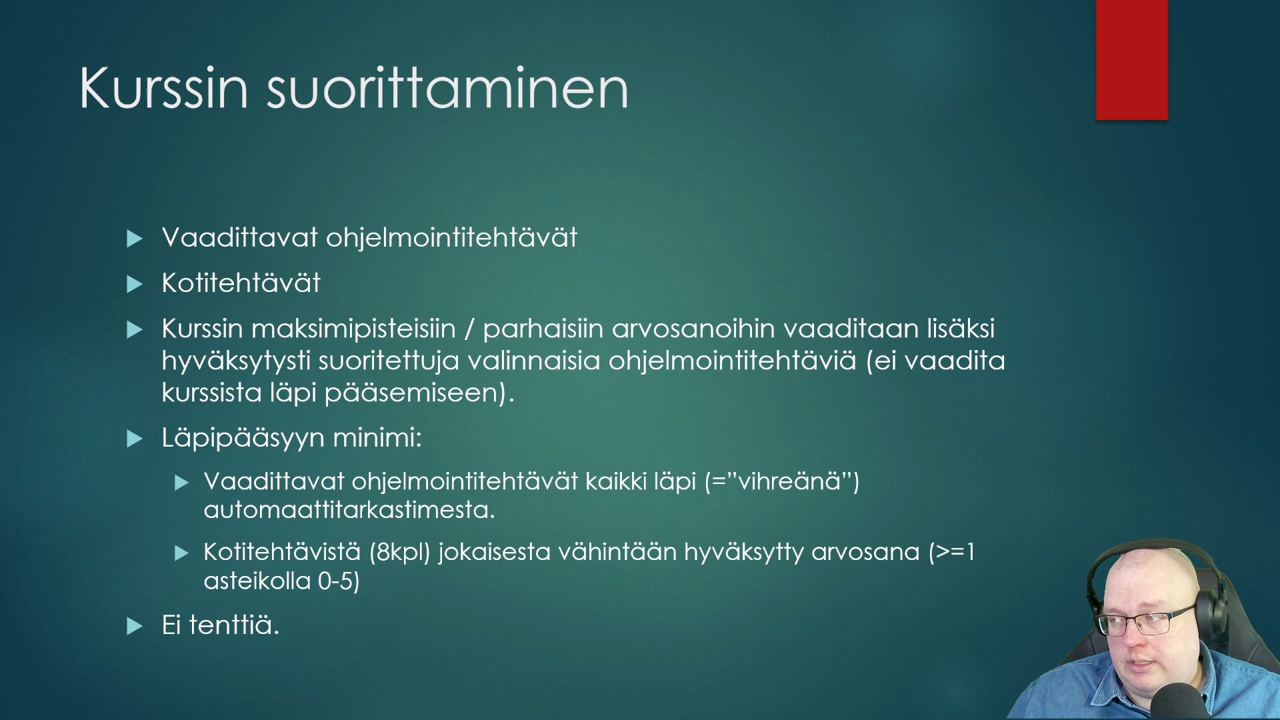 Kurssin suorittaminen
Vaadittavat ohjelmointitehtävät
Kotitehtävät
Kurssin maksimipisteisiin / parhaisiin arvosanoihin vaaditaan lisäksi
hyväksytysti suoritettuja valinnaisia ohjelmointitehtäviä (ei vaadita
kurssista läpi pääsemiseen).
Läpipääsyyn minimi:
Vaadittavat ohjelmointitehtävät kaikki läpi (=”vihreänä”)
automaattitarkastimesta.
Kotitehtävistä (8kpl) jokaisesta vähintään hyväksytty arvosana (>=1
asteikolla 0-5)
Ei tenttiä.